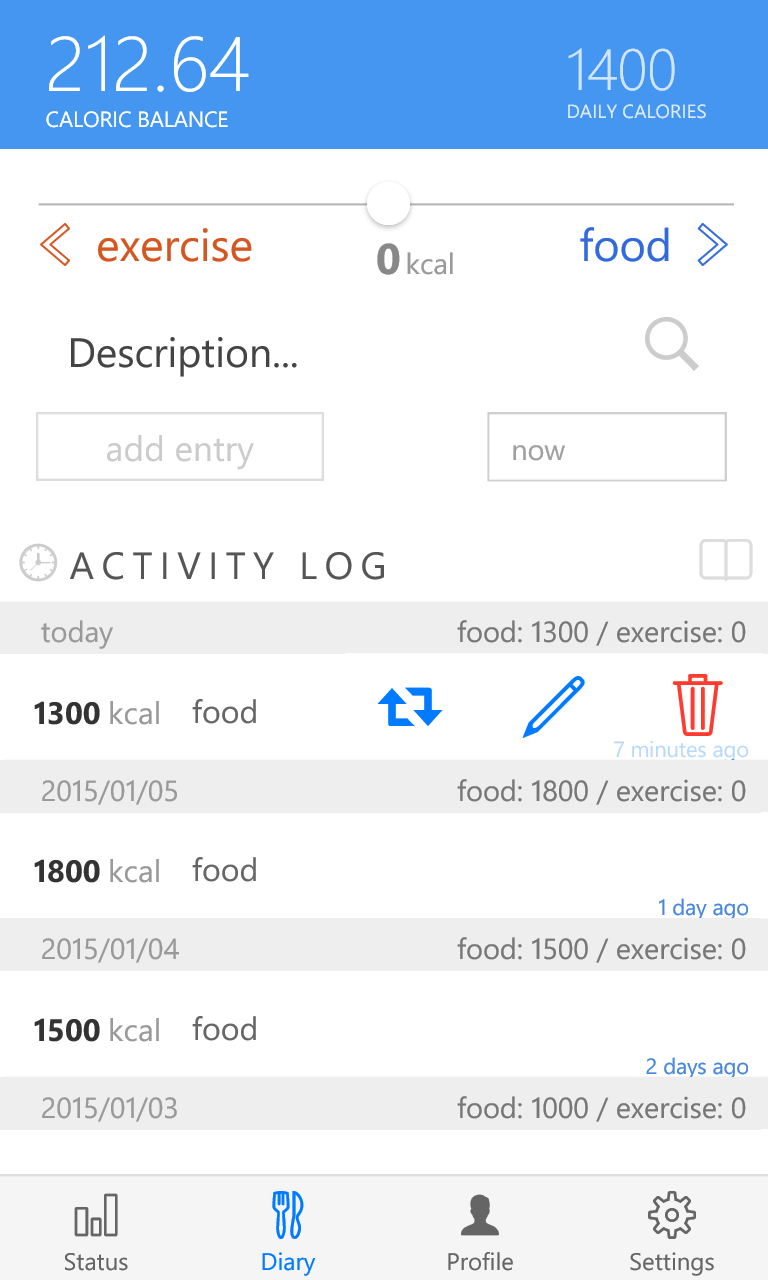 212.64
CALORIC BALANCE
1400
DAILY CALORIES
exercise
0 kcal
food
Description...
add entry
now
ACTIVITY LOG
today food: 1300 / exercise: 0
1300 kcal food
7 minutes ago
2015/01/05 food: 1800 / exercise: 0
1800 kcal food
1 day ago
2015/01/04 food: 1500 / exercise: 0
1500 kcal food
2 days ago
2015/01/03 food: 1000 / exercise: 0
Status Diary Profile Settings